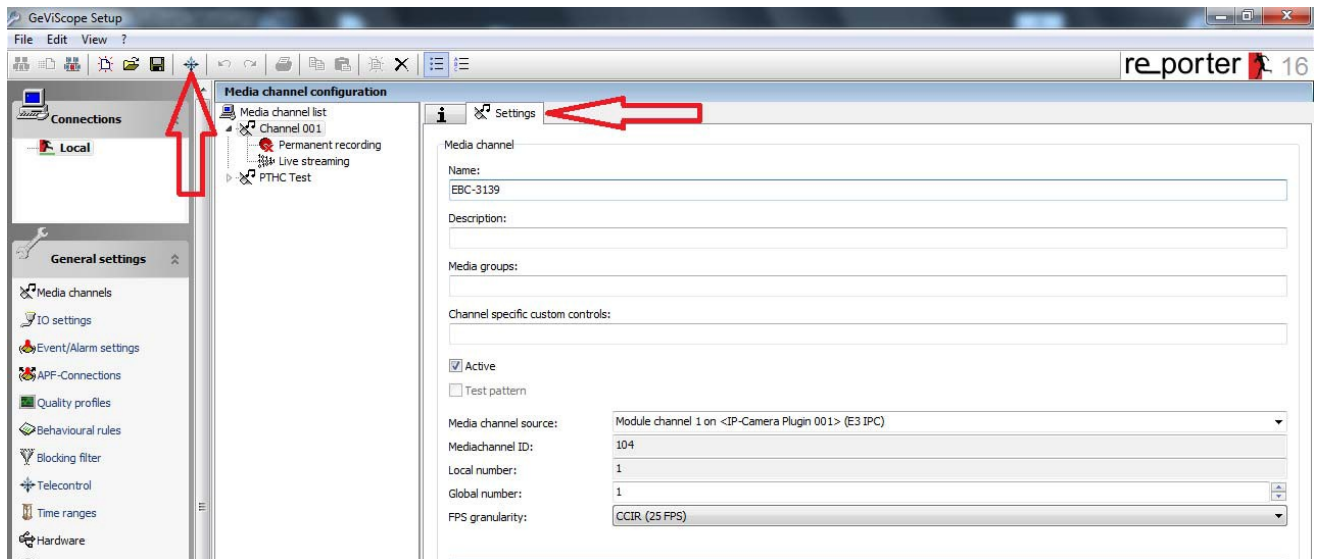 GeViScope Setup
File Edit View ?
re_porter 16
Connections
Local
General settings
Media channels
IO settings
Event/Alarm settings
APF-Connections
Quality profiles
Behavioural rules
Blocking filter
Telecontrol
Time ranges
Hardware
Media channel configuration
Media channel list
Channel 001
Permanent recording
Live streaming
PTHC Test
i Settings
Media channel
Name:
EBC-3139
Description:
Media groups:
Channel specific custom controls:
Active
Test pattern
Media channel source: Module channel 1 on <IP-Camera Plugin 001> (E3 IPC)
Mediachannel ID: 104
Local number: 1
Global number: 1
FPS granularity: CCIR (25 FPS)